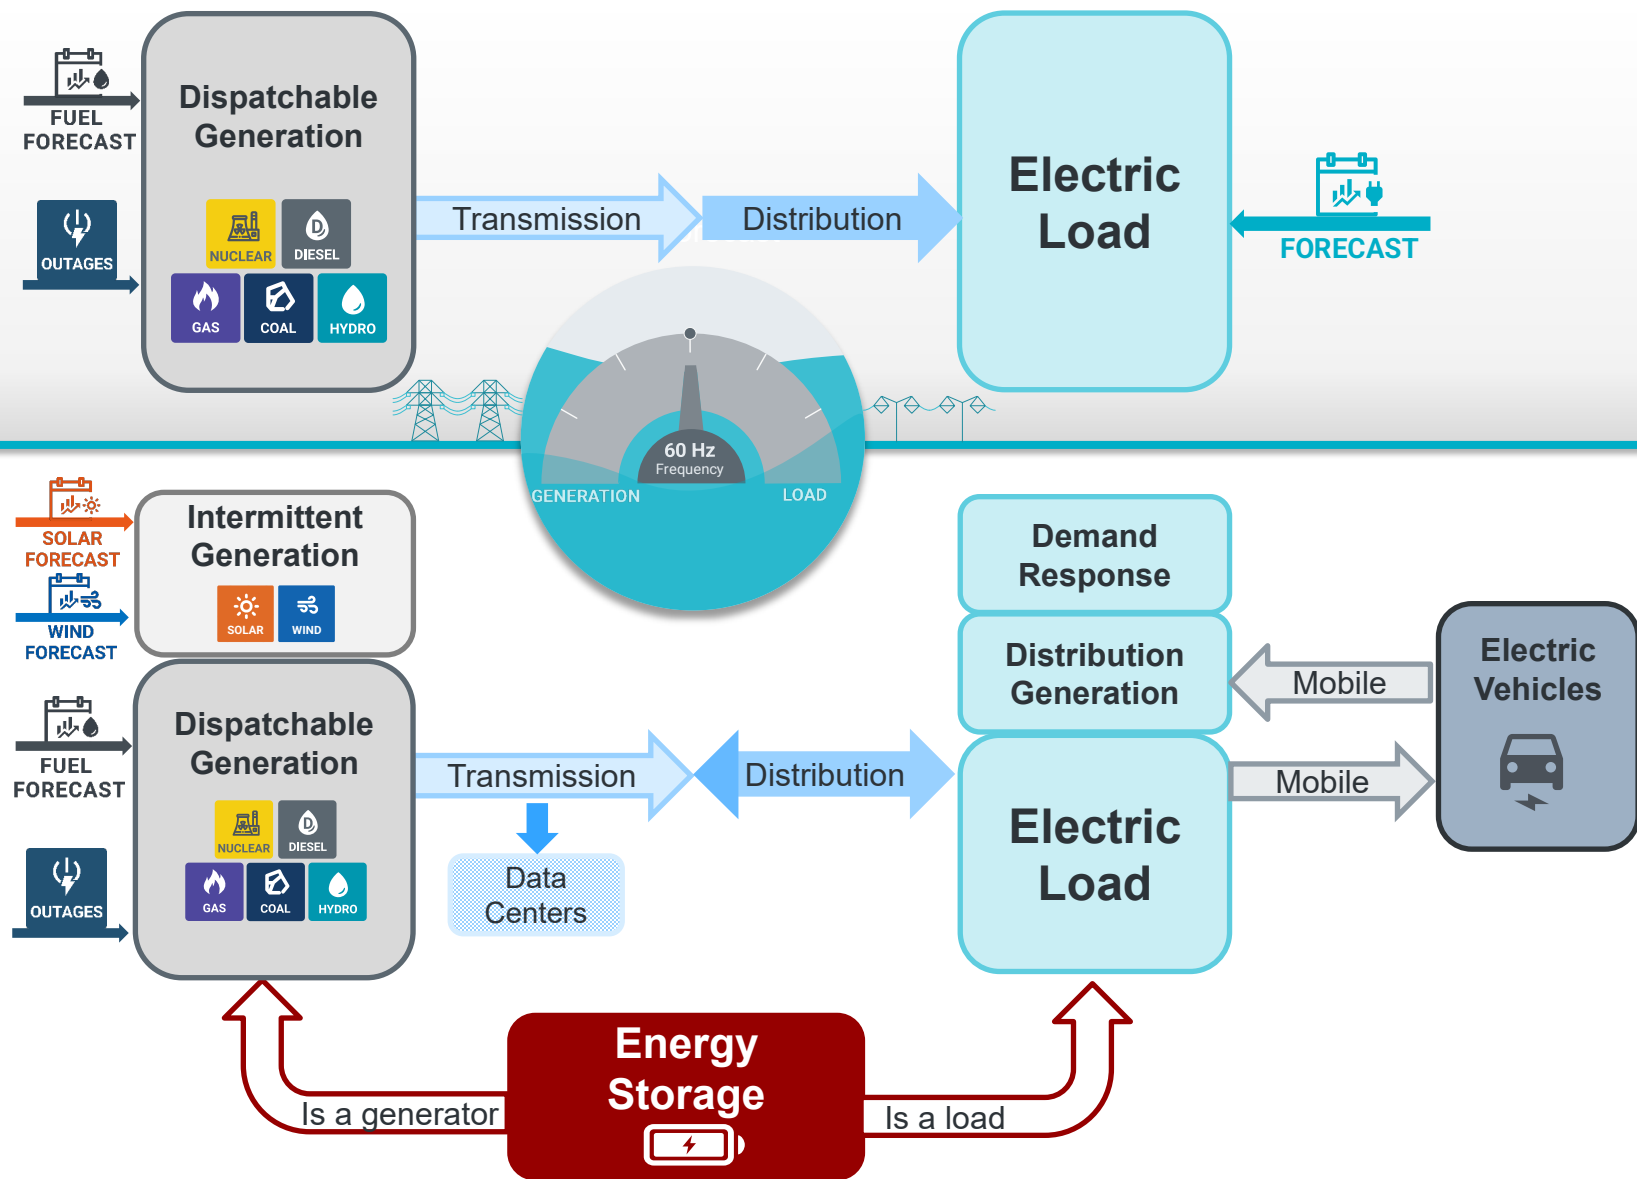 FUEL
FORECAST
OUTAGES
Dispatchable
Generation
NUCLEAR
D
DIESEL
GAS
COAL
HYDRO
Transmission
Distribution
Electric
Load
FORECAST
60 Hz
Frequency
GENERATION
LOAD
SOLAR
FORECAST
WIND
FORECAST
Intermittent
Generation
SOLAR
WIND
FUEL
FORECAST
OUTAGES
Dispatchable
Generation
NUCLEAR
D
DIESEL
GAS
COAL
HYDRO
Transmission
Distribution
Data
Centers
Demand
Response
Distribution
Generation
Electric
Load
Mobile
Mobile
Electric
Vehicles
Energy
Storage
Is a generator
Is a load